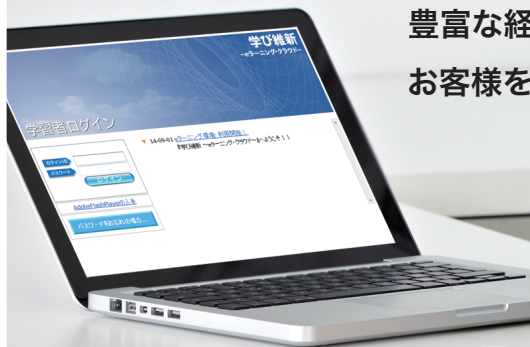 豊富な経
お客様を
学び維新
～eラーニング・クラウド～
学習者ログイン
14-09-01 eラーニング環境・利用開始！
『学び維新 ～eラーニング・クラウド～』へようこそ！！
ログインID
パスワード
ログイン
AdobeFlashPlayerの入手
パスワードをお忘れの場合...